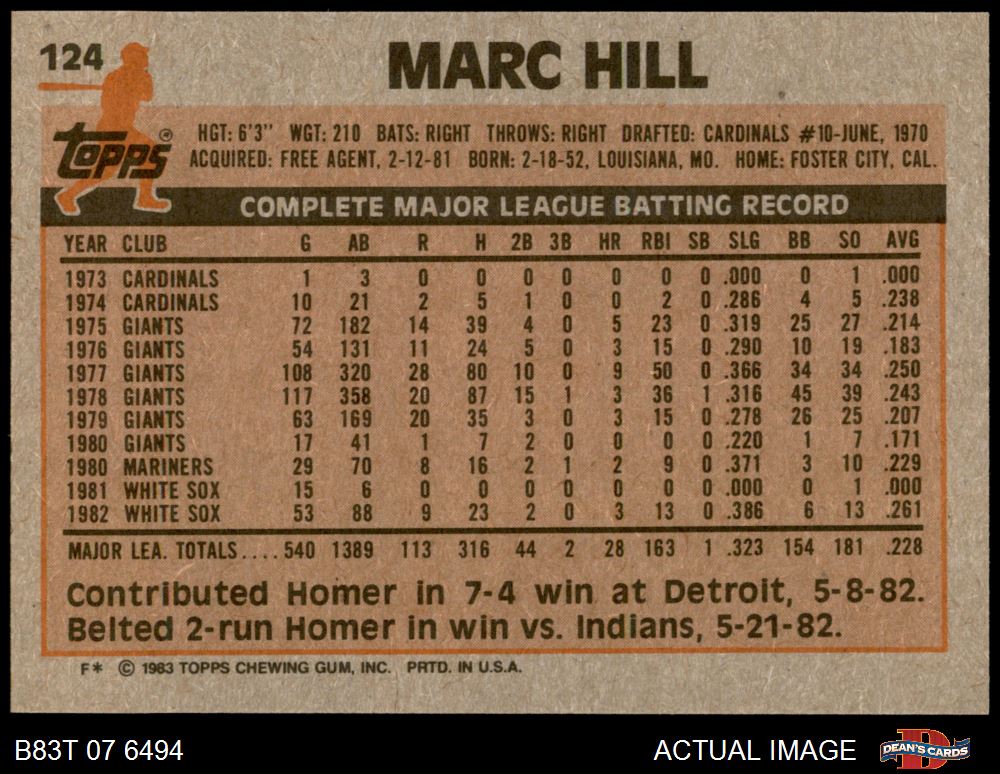 124
MARC HILL
topps ®
HGT: 6'3" WGT: 210 BATS: RIGHT THROWS: RIGHT DRAFTED: CARDINALS #10-JUNE, 1970
ACQUIRED: FREE AGENT, 2-12-81 BORN: 2-18-52, LOUISIANA, MO. HOME: FOSTER CITY, CAL.
COMPLETE MAJOR LEAGUE BATTING RECORD
YEAR CLUB G AB R H 2B 3B HR RBI SB SLG BB SO AVG
1973 CARDINALS 1 3 0 0 0 0 0 0 0 .000 0 1 .000
1974 CARDINALS 10 21 2 5 1 0 0 2 0 .286 4 5 .238
1975 GIANTS 72 182 14 39 4 0 5 23 0 .319 25 27 .214
1976 GIANTS 54 131 11 24 5 0 3 15 0 .290 10 19 .183
1977 GIANTS 108 320 28 80 10 0 9 50 0 .366 34 34 .250
1978 GIANTS 117 358 20 87 15 1 3 36 1 .316 45 39 .243
1979 GIANTS 63 169 20 35 3 0 3 15 0 .278 26 25 .207
1980 GIANTS 17 41 1 7 2 0 0 0 0 .220 1 7 .171
1980 MARINERS 29 70 8 16 2 1 2 9 0 .371 3 10 .229
1981 WHITE SOX 15 6 0 0 0 0 0 0 0 .000 0 1 .000
1982 WHITE SOX 53 88 9 23 2 0 3 13 0 .386 6 13 .261
MAJOR LEA. TOTALS.... 540 1389 113 316 44 2 28 163 1 .323 154 181 .228
Contributed Homer in 7-4 win at Detroit, 5-8-82.
Belted 2-run Homer in win vs. Indians, 5-21-82.
F* © 1983 TOPPS CHEWING GUM, INC. PRTD. IN U.S.A.
B83T 07 6494 ACTUAL IMAGE DEAN'S CARDS